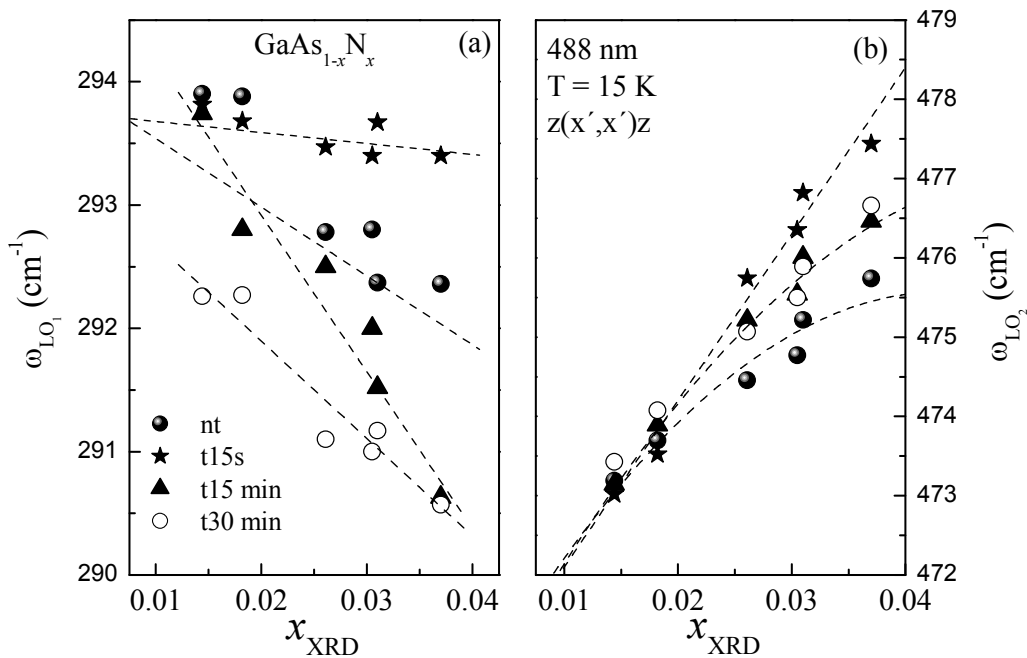 GaAs1-xNx
(a)
294
293
292
291
290
ωLO1 (cm-1)
nt
t15s
t15 min
t30 min
0.01 0.02 0.03 0.04
xXRD
488 nm
T = 15 K
z(x´,x´)z
(b)
479
478
477
476
475
474
473
472
ωLO2 (cm-1)
0.01 0.02 0.03 0.04
xXRD